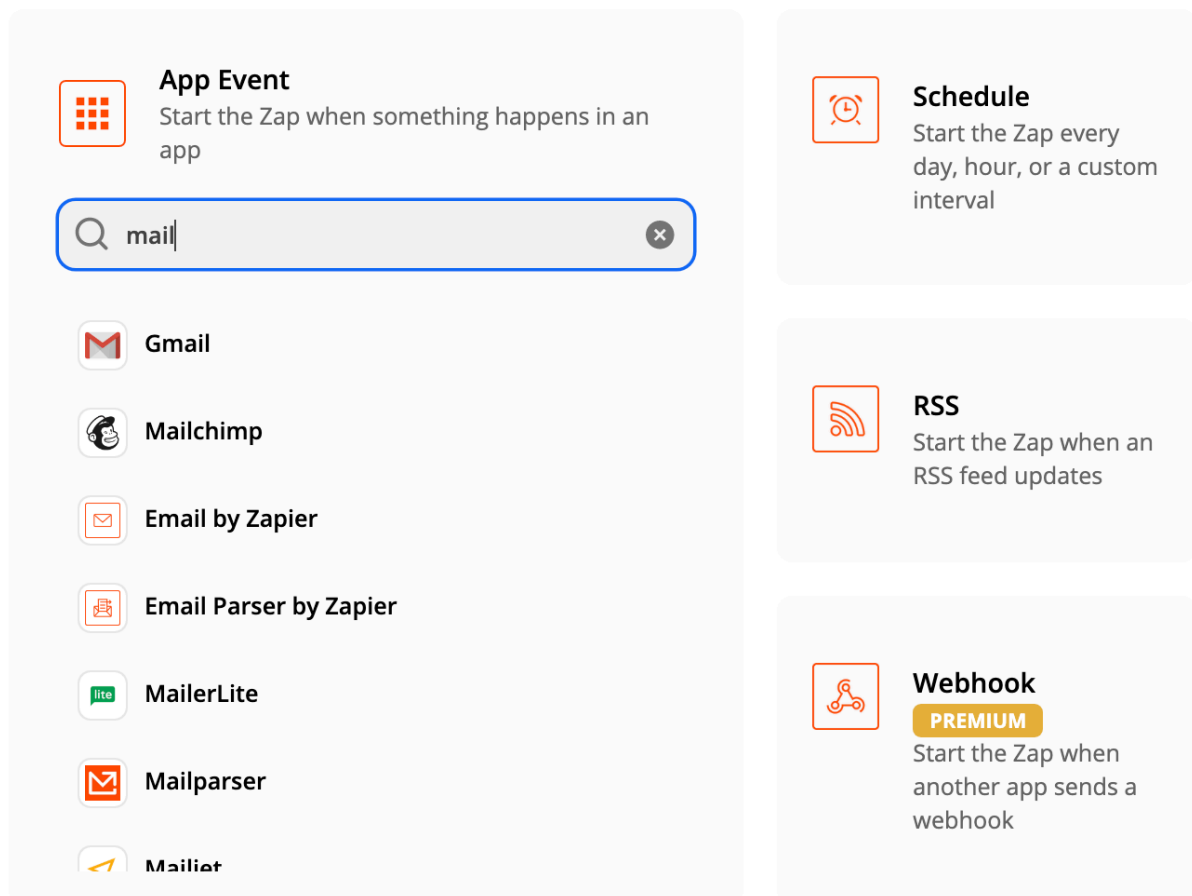 App Event
Start the Zap when something happens in an
app
mail
Gmail
Mailchimp
Email by Zapier
Email Parser by Zapier
lite
MailerLite
Mailparser
Mailjet
Schedule
Start the Zap every
day, hour, or a custom
interval
RSS
Start the Zap when an
RSS feed updates
Webhook
PREMIUM
Start the Zap when
another app sends a
webhook